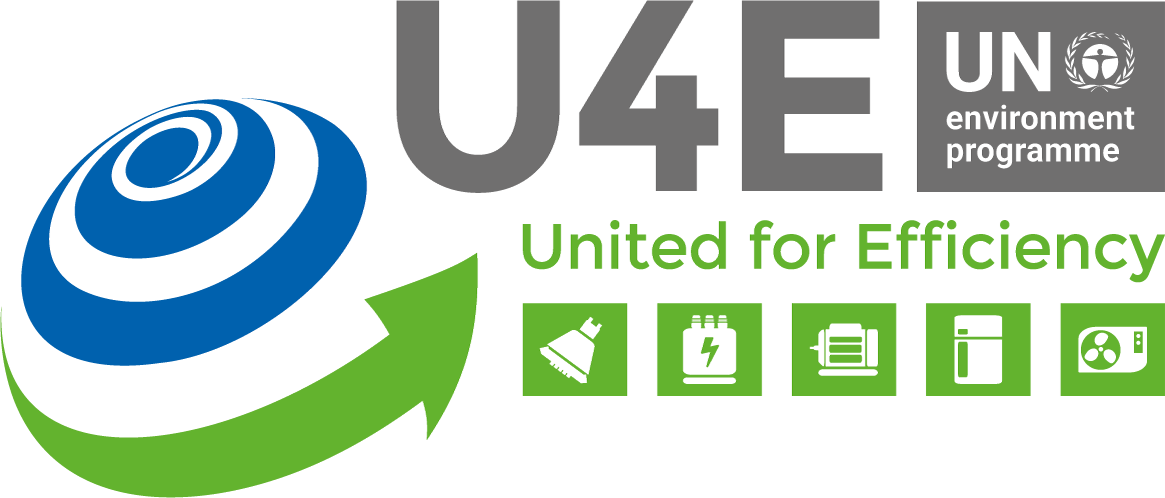 U4E
UN
environment
programme
United for Efficiency